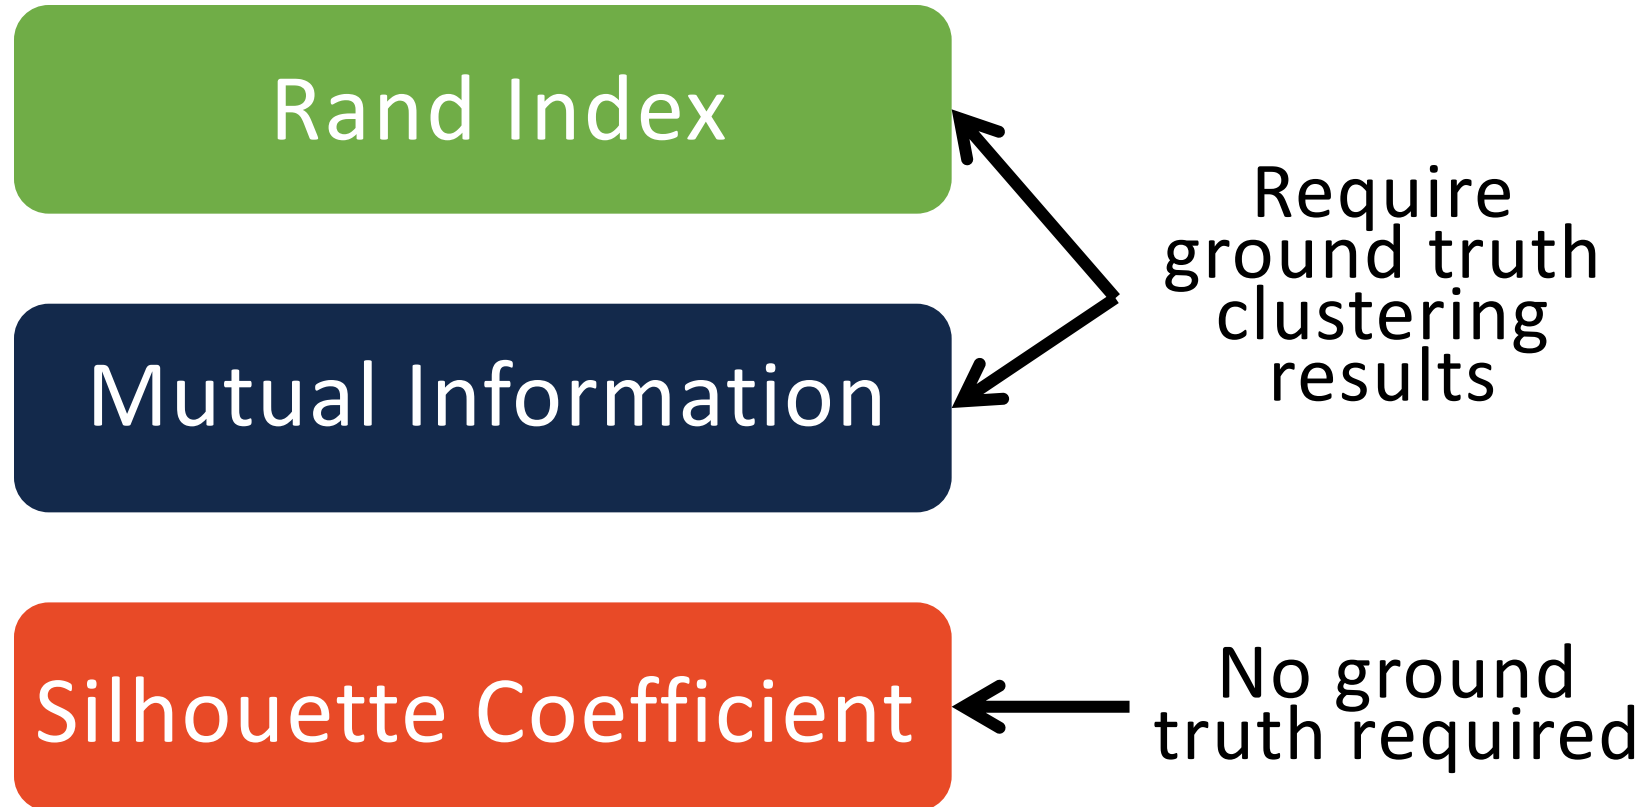 Rand Index
Require
ground truth
clustering
results
Mutual Information
Silhouette Coefficient
No ground
truth required